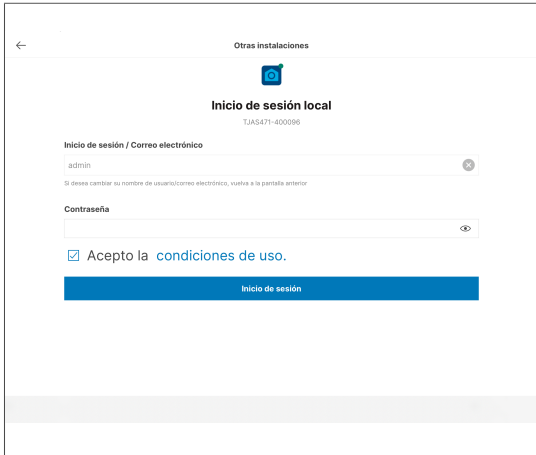 Otras instalaciones
Inicio de sesión local
TJAS471-400096
Inicio de sesión / Correo electrónico
admin
Si desea cambiar su nombre de usuario/correo electrónico, vuelva a la pantalla anterior
Contraseña
Acepto la condiciones de uso.
Inicio de sesión